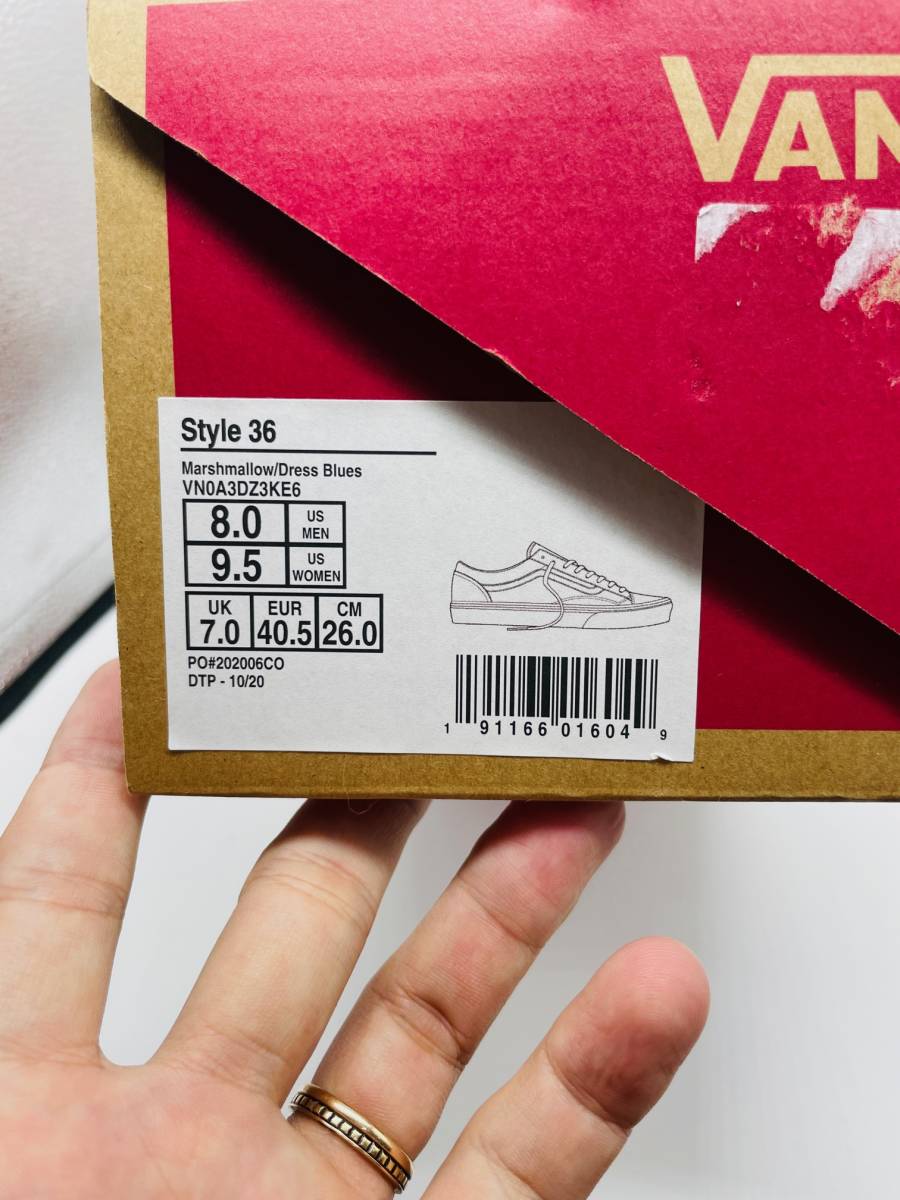 VAN
Style 36
Marshmallow/Dress Blues
VN0A3DZ3KE6
8.0 US MEN
9.5 US WOMEN
UK EUR CM
7.0 40.5 26.0
PO#202006CO
DTP - 10/20
1 91166 01604 9